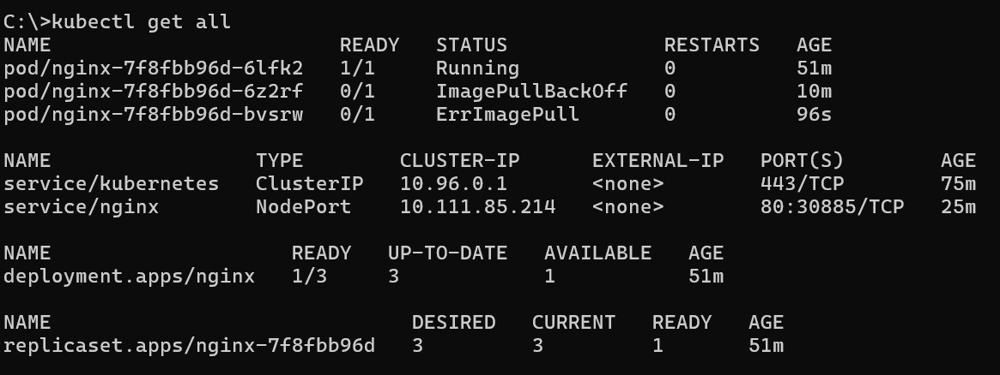 C:\>kubectl get all
NAME READY STATUS RESTARTS AGE
pod/nginx-7f8fbb96d-6lfk2 1/1 Running 0 51m
pod/nginx-7f8fbb96d-6z2rf 0/1 ImagePullBackOff 0 10m
pod/nginx-7f8fbb96d-bvsrw 0/1 ErrImagePull 0 96s
NAME TYPE CLUSTER-IP EXTERNAL-IP PORT(S) AGE
service/kubernetes ClusterIP 10.96.0.1 <none> 443/TCP 75m
service/nginx NodePort 10.111.85.214 <none> 80:30885/TCP 25m
NAME READY UP-TO-DATE AVAILABLE AGE
deployment.apps/nginx 1/3 3 1 51m
NAME DESIRED CURRENT READY AGE
replicaset.apps/nginx-7f8fbb96d 3 3 1 51m